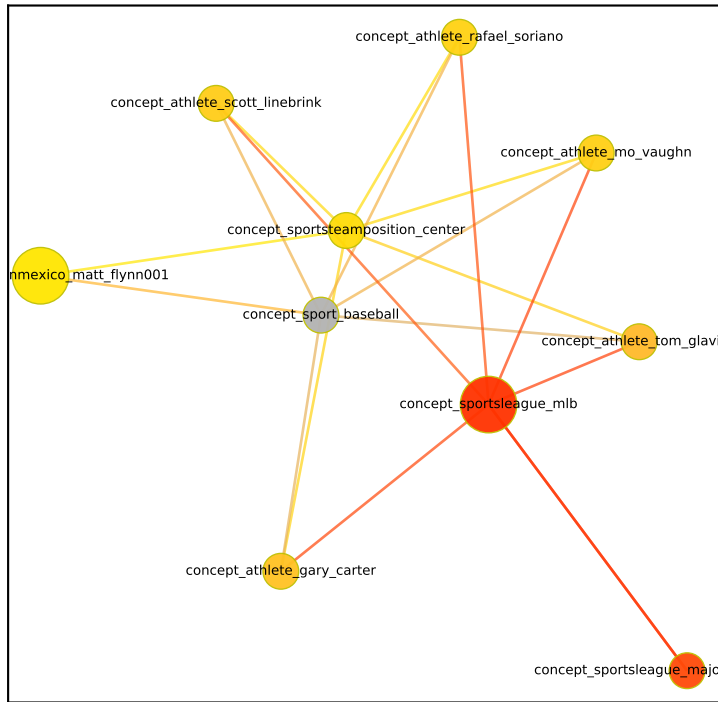 concept_athlete_rafael_soriano
concept_athlete_scott_linebrink
concept_athlete_mo_vaughn
concept_sportsteamposition_center
nmexico_matt_flynn001
concept_sport_baseball
concept_athlete_tom_glavi
concept_sportsleague_mlb
concept_athlete_gary_carter
concept_sportsleague_majo